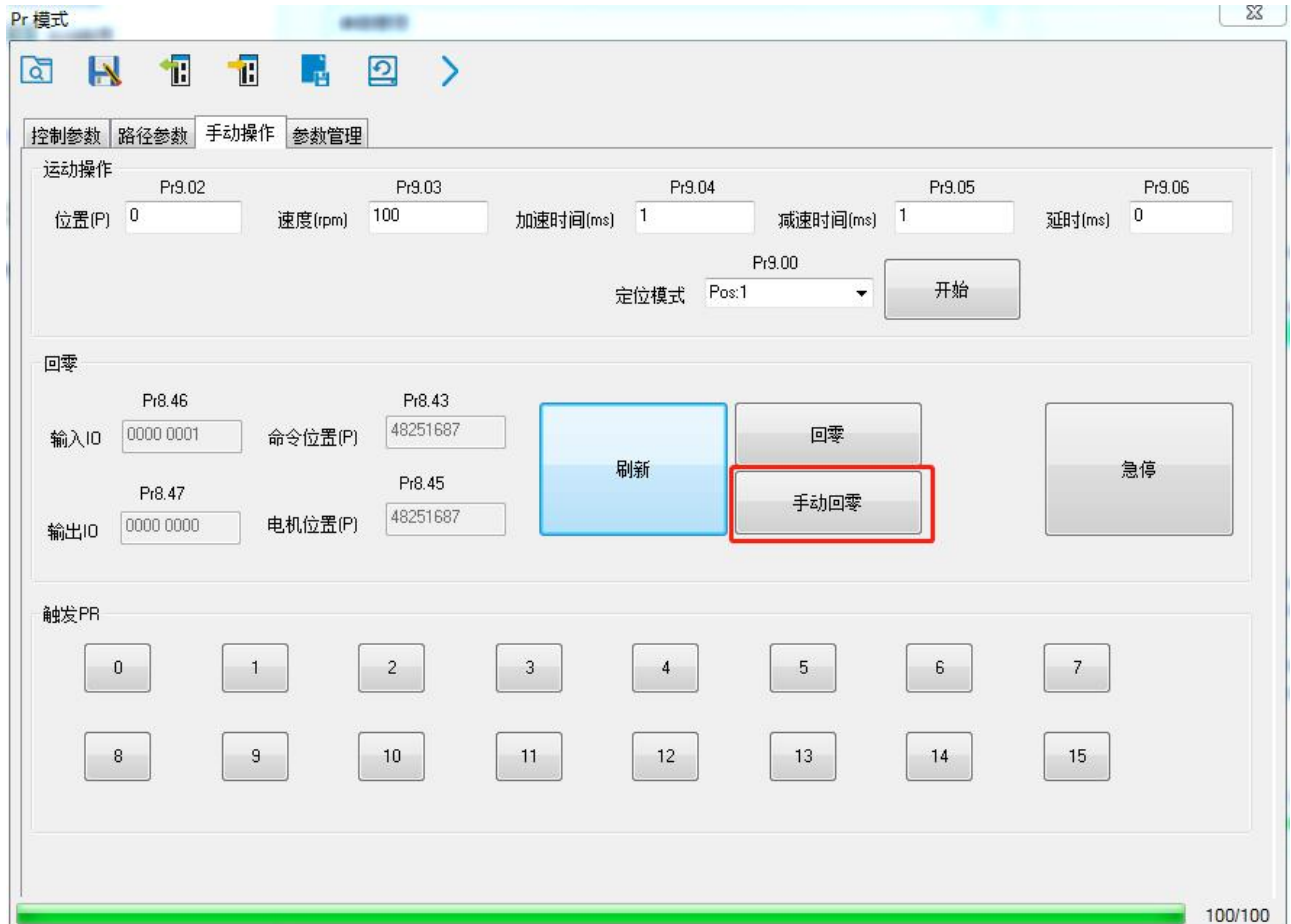 Pr 模式
控制参数 路径参数 手动操作 参数管理
运动操作
Pr9.02 Pr9.03 Pr9.04 Pr9.05 Pr9.06
位置(P) 0 速度(rpm) 100 加速时间(ms) 1 减速时间(ms) 1 延时(ms) 0
Pr9.00
定位模式 Pos:1 开始
回零
Pr8.46 Pr8.43
输入IO 0000 0001 命令位置(P) 48251687 刷新 回零 急停
Pr8.47 Pr8.45 手动回零
输出IO 0000 0000 电机位置(P) 48251687
触发PR
0 1 2 3 4 5 6 7
8 9 10 11 12 13 14 15
100/100